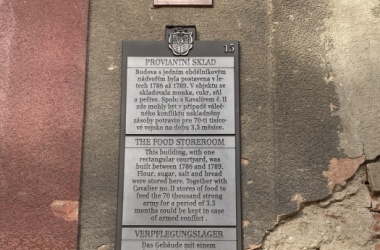 15
PROVIANTNÍ SKLAD
Budova s jedním obdélníkovým
nádvořím byla postavena v le-
tech 1786 až 1789. V objektu se
skladovala mouka, cukr, sůl
a pečivo. Spolu s Kavalírem č. II
zde mohly být v případě váleč-
ného konfliktu uskladněny
zásoby potravin pro 70-ti tisíco-
vé vojsko na dobu 3,5 měsíce.
THE FOOD STOREROOM
This building, with one
rectangular courtyard, was
built between 1786 and 1789.
Flour, sugar, salt and bread
were stored here. Together with
Cavalier no. II stores of food to
feed the 70 thousand strong
army for a period of 3.5
months could be kept in case
of armed conflict .
VERPFLEGUNGSLAGER
Das Gebäude mit einem